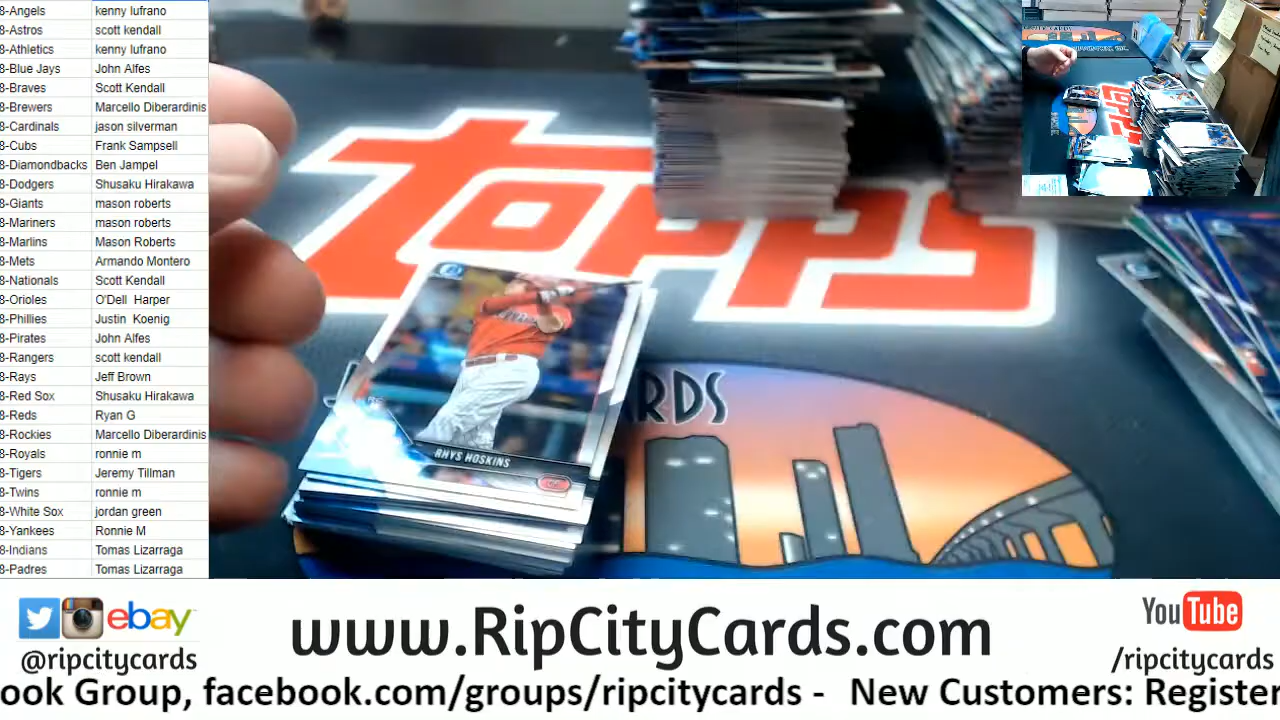 8-Angels kenny lufrano
8-Astros scott kendall
8-Athletics kenny lufrano
8-Blue Jays John Alfes
8-Braves Scott Kendall
8-Brewers Marcello Diberardinis
8-Cardinals jason silverman
8-Cubs Frank Sampsell
8-Diamondbacks Ben Jampel
8-Dodgers Shusaku Hirakawa
8-Giants mason roberts
8-Mariners mason roberts
8-Marlins Mason Roberts
8-Mets Armando Montero
8-Nationals Scott Kendall
8-Orioles O'Dell Harper
8-Phillies Justin Koenig
8-Pirates John Alfes
8-Rangers scott kendall
8-Rays Jeff Brown
8-Red Sox Shusaku Hirakawa
8-Reds Ryan G
8-Rockies Marcello Diberardinis
8-Royals ronnie m
8-Tigers Jeremy Tillman
8-Twins ronnie m
8-White Sox jordan green
8-Yankees Ronnie M
8-Indians Tomas Lizarraga
8-Padres Tomas Lizarraga
topps
ARDS
RHYS HOSKINS
topps
ebay
@ripcitycards
www.RipCityCards.com
YouTube
/ripcitycards
ook Group, facebook.com/groups/ripcitycards - New Customers: Register